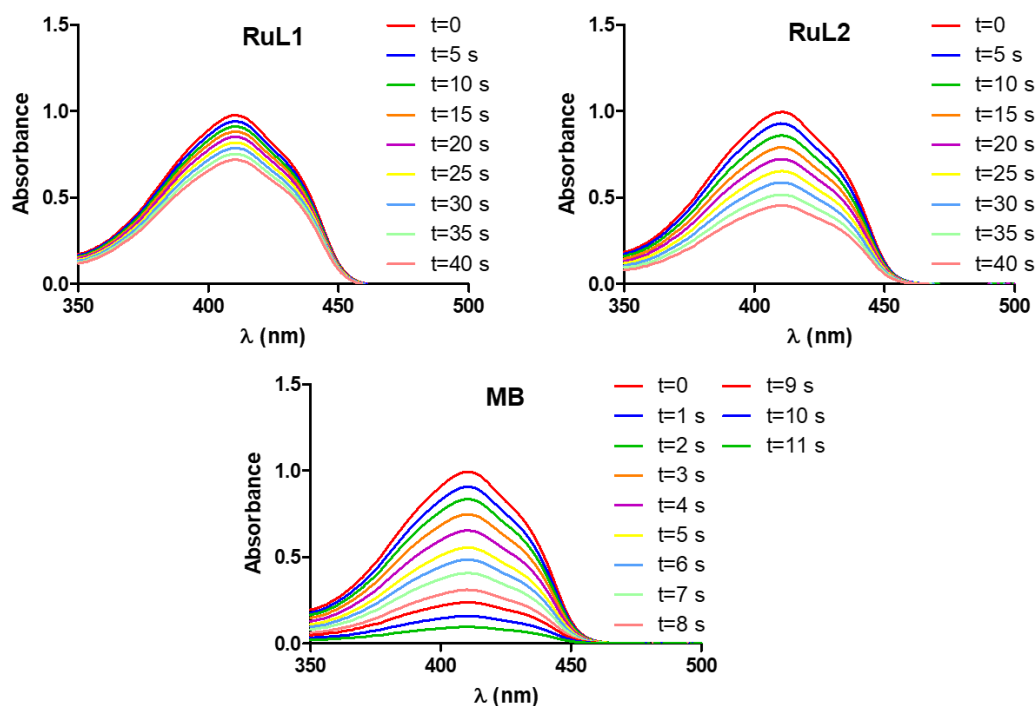 RuL1
1.5
1.0
0.5
0.0
Absorbance
350
400
450
500
λ (nm)
t=0
t=5 s
t=10 s
t=15 s
t=20 s
t=25 s
t=30 s
t=35 s
t=40 s
RuL2
1.5
1.0
0.5
0.0
Absorbance
350
400
450
500
λ (nm)
t=0
t=5 s
t=10 s
t=15 s
t=20 s
t=25 s
t=30 s
t=35 s
t=40 s
MB
1.5
1.0
0.5
0.0
Absorbance
350
400
450
500
λ (nm)
t=0
t=1 s
t=2 s
t=3 s
t=4 s
t=5 s
t=6 s
t=7 s
t=8 s
t=9 s
t=10 s
t=11 s